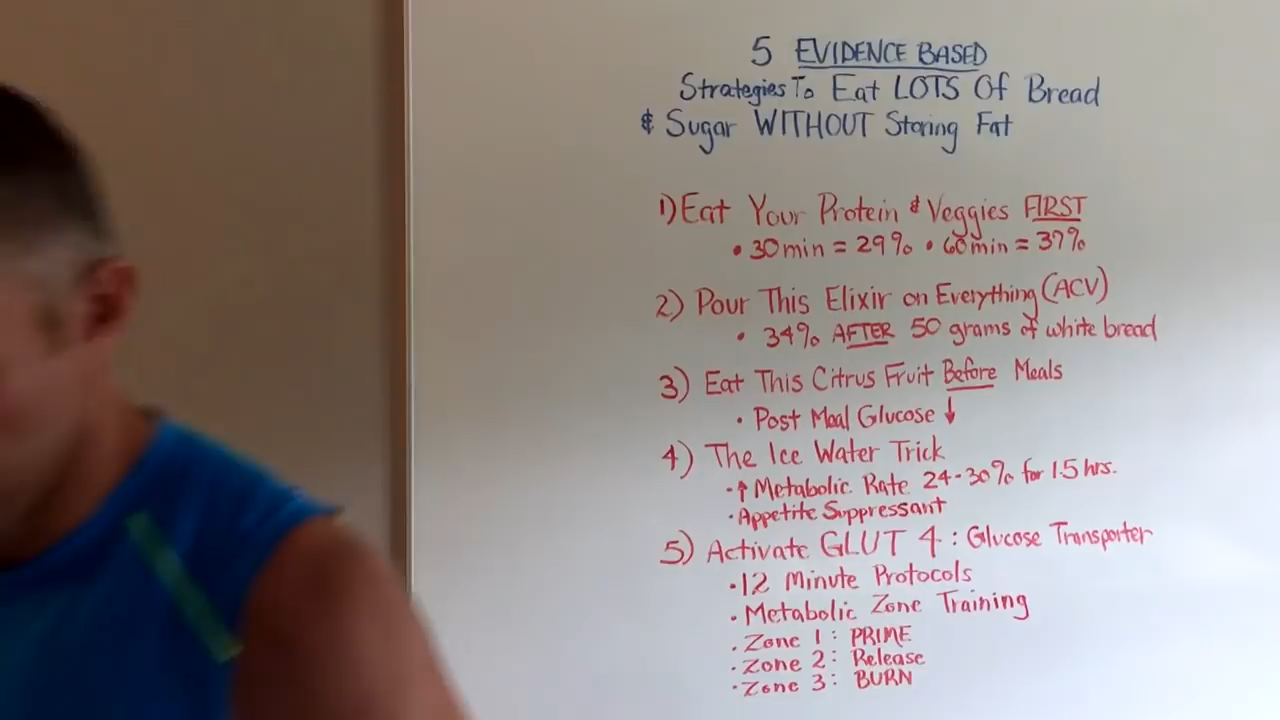 5 EVIDENCE BASED
Strategies To Eat LOTS Of Bread
& Sugar WITHOUT Storing Fat
1) Eat Your Protein & Veggies FIRST
• 30min = 29% • 60min = 37%
2) Pour This Elixir on Everything (ACV)
• 34% AFTER 50 grams of white bread
3) Eat This Citrus Fruit Before Meals
• Post Meal Glucose ↓
4) The Ice Water Trick
• ↑ Metabolic Rate 24-30% for 1.5 hrs.
• Appetite Suppressant
5) Activate GLUT 4 : Glucose Transporter
• 12 Minute Protocols
• Metabolic Zone Training
• Zone 1 : PRIME
• Zone 2 : Release
• Zone 3 : BURN